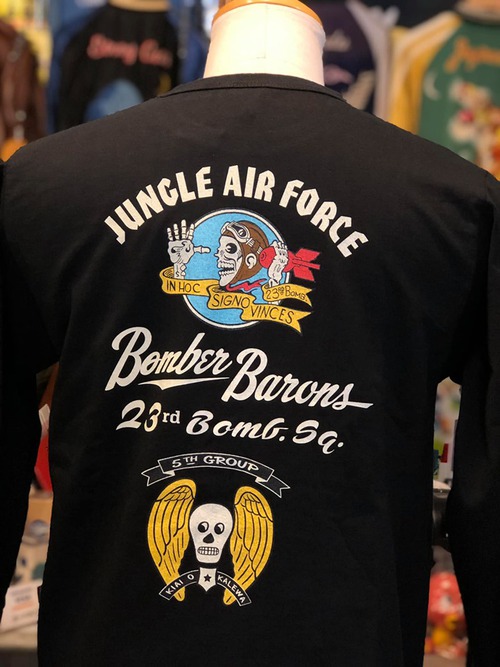 JUNGLE AIR FORCE
IN HOC SIGNO VINCES 23RD BOMB.
Bomber Barons
23rd Bomb. Sq.
5TH GROUP
KIAI O KALEWA